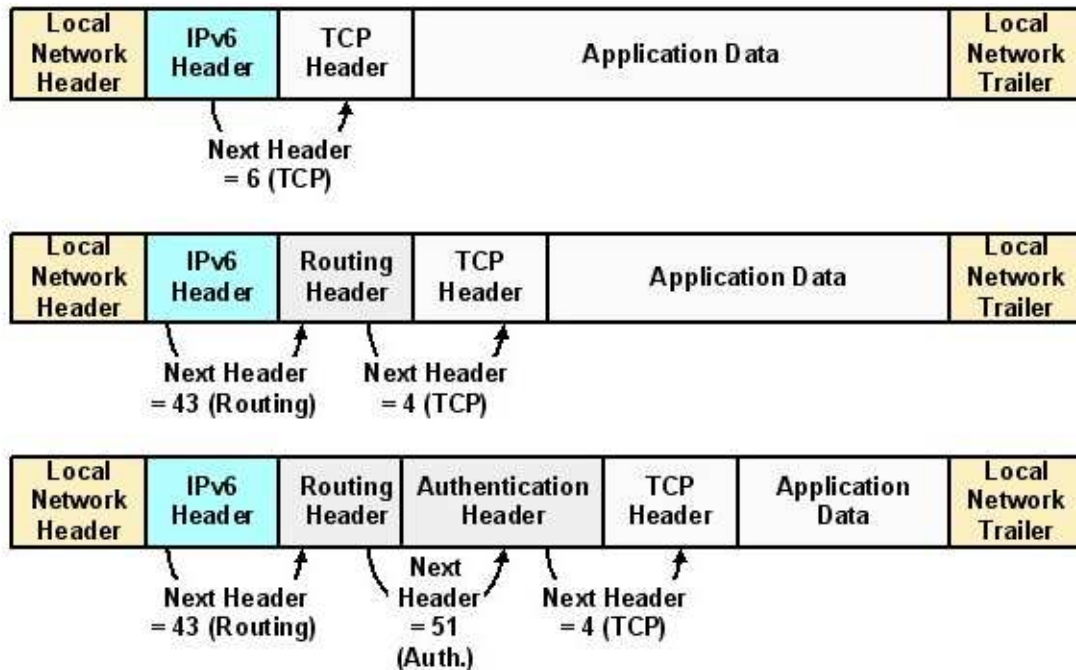 Local
Network
Header
IPv6
Header
TCP
Header
Application Data
Local
Network
Trailer
Next Header
= 6 (TCP)
Local
Network
Header
IPv6
Header
Routing
Header
TCP
Header
Application Data
Local
Network
Trailer
Next Header
= 43 (Routing)
Next Header
= 4 (TCP)
Local
Network
Header
IPv6
Header
Routing
Header
Authentication
Header
TCP
Header
Application
Data
Local
Network
Trailer
Next Header
= 43 (Routing)
Next
Header
= 51
(Auth.)
Next Header
= 4 (TCP)